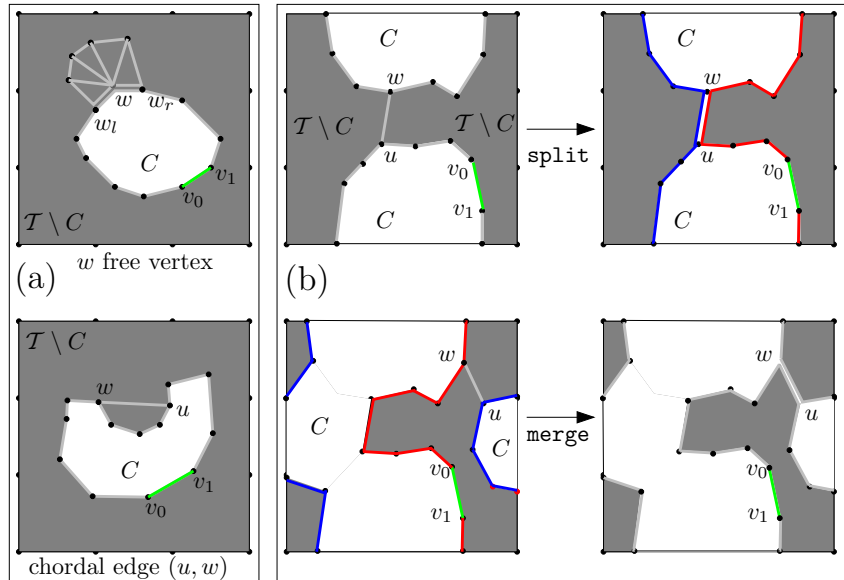 w
w_r
w_l
C
v_1
v_0
𝒯 \ C
(a)
w free vertex
𝒯 \ C
w
u
C
v_1
v_0
chordal edge (u, w)
C
w
𝒯 \ C
𝒯 \ C
u
v_0
v_1
C
(b)
split
C
w
u
v_0
v_1
C
w
u
C
C
v_0
v_1
merge
w
u
v_0
v_1